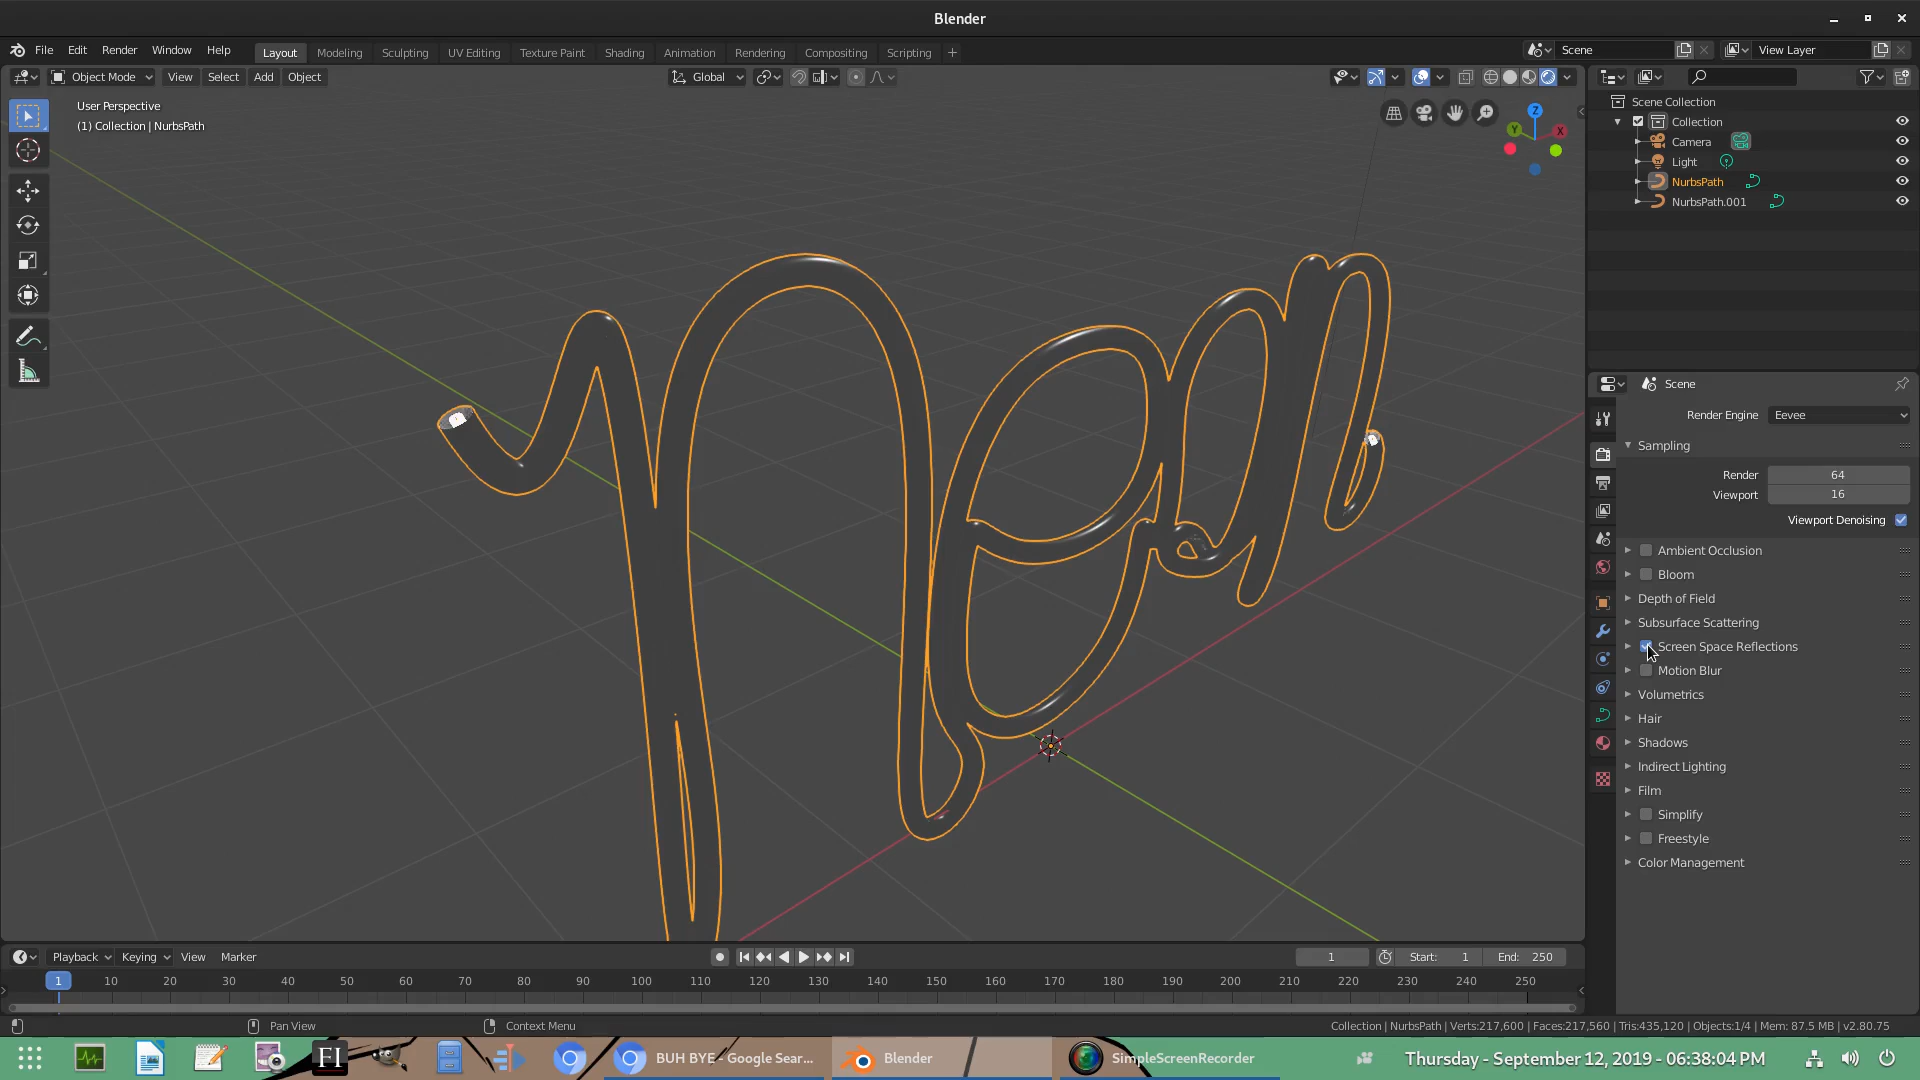 Blender
File Edit Render Window Help
Layout Modeling Sculpting UV Editing Texture Paint Shading Animation Rendering Compositing Scripting +
Scene
View Layer
Object Mode View Select Add Object
Global
User Perspective
(1) Collection | NurbsPath
Z
Y
X
Scene Collection
Collection
Camera
Light
NurbsPath
NurbsPath.001
Scene
Render Engine Eevee
Sampling
Render 64
Viewport 16
Viewport Denoising
Ambient Occlusion
Bloom
Depth of Field
Subsurface Scattering
Screen Space Reflections
Motion Blur
Volumetrics
Hair
Shadows
Indirect Lighting
Film
Simplify
Freestyle
Color Management
Playback Keying View Marker
1
Start: 1
End: 250
1 10 20 30 40 50 60 70 80 90 100 110 120 130 140 150 160 170 180 190 200 210 220 230 240 250
Pan View
Context Menu
Collection | NurbsPath | Verts:217,600 | Faces:217,560 | Tris:435,120 | Objects:1/4 | Mem: 87.5 MB | v2.80.75
FI
BUH BYE - Google Sear...
Blender
SimpleScreenRecorder
Thursday - September 12, 2019 - 06:38:04 PM